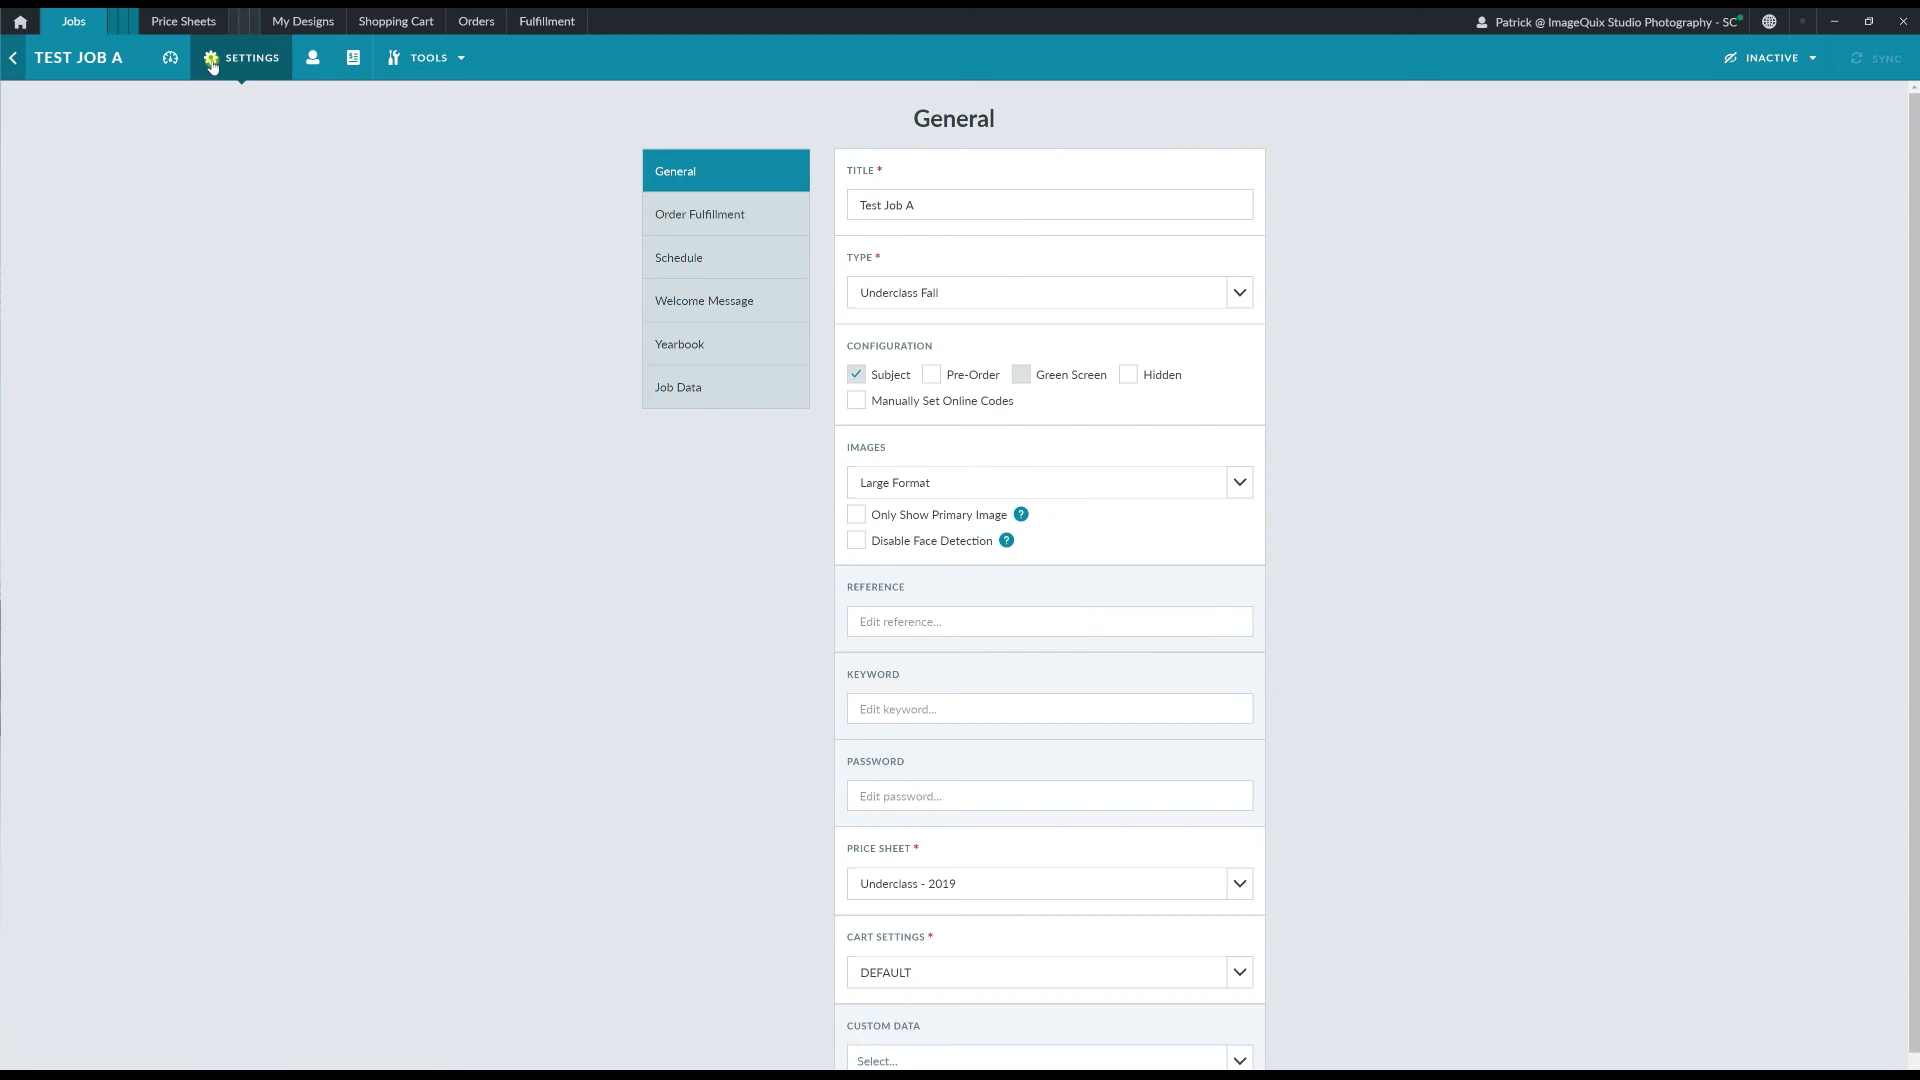 Jobs
Price Sheets
My Designs
Shopping Cart
Orders
Fulfillment
Patrick @ ImageQuix Studio Photography - SC
TEST JOB A
SETTINGS
TOOLS
INACTIVE
SYNC
General
General
Order Fulfillment
Schedule
Welcome Message
Yearbook
Job Data
TITLE *
Test Job A
TYPE *
Underclass Fall
CONFIGURATION
Subject Pre-Order Green Screen Hidden
Manually Set Online Codes
IMAGES
Large Format
Only Show Primary Image ?
Disable Face Detection ?
REFERENCE
Edit reference...
KEYWORD
Edit keyword...
PASSWORD
Edit password...
PRICE SHEET *
Underclass - 2019
CART SETTINGS *
DEFAULT
CUSTOM DATA
Select...